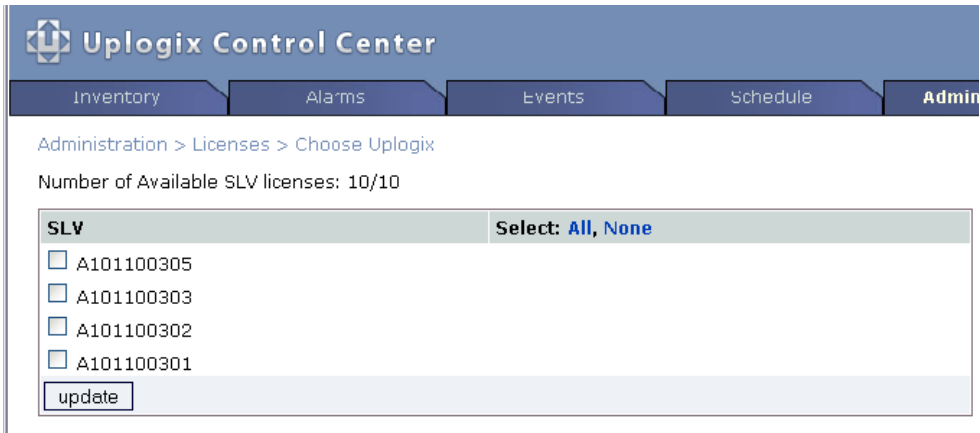 Uplogix Control Center
Inventory Alarms Events Schedule Admin
Administration > Licenses > Choose Uplogix
Number of Available SLV licenses: 10/10
SLV Select: All, None
A101100305
A101100303
A101100302
A101100301
update